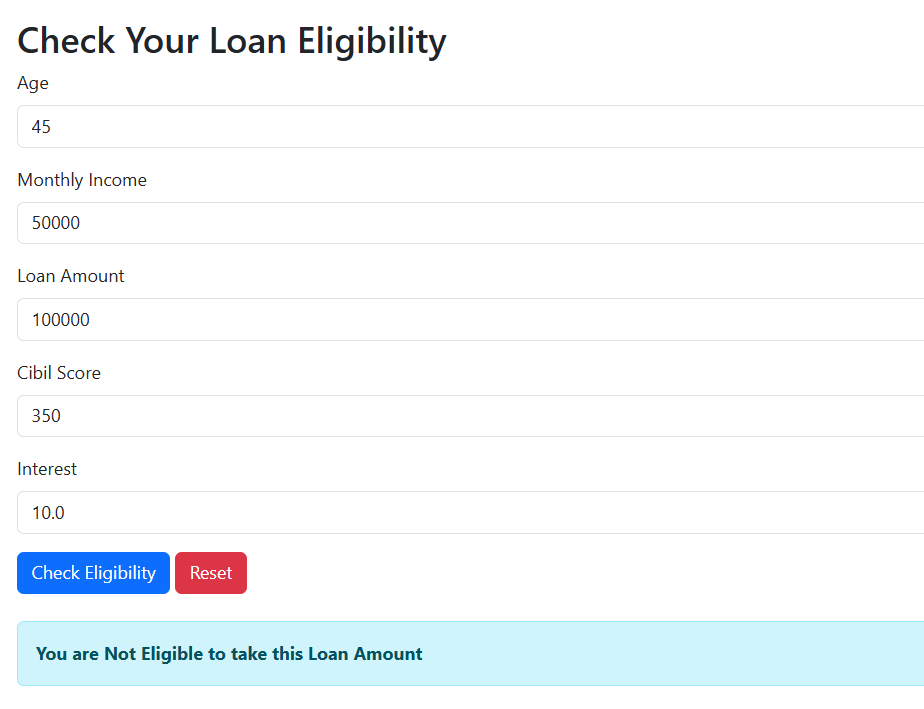 Check Your Loan Eligibility
Age
45
Monthly Income
50000
Loan Amount
100000
Cibil Score
350
Interest
10.0
Check Eligibility Reset
You are Not Eligible to take this Loan Amount